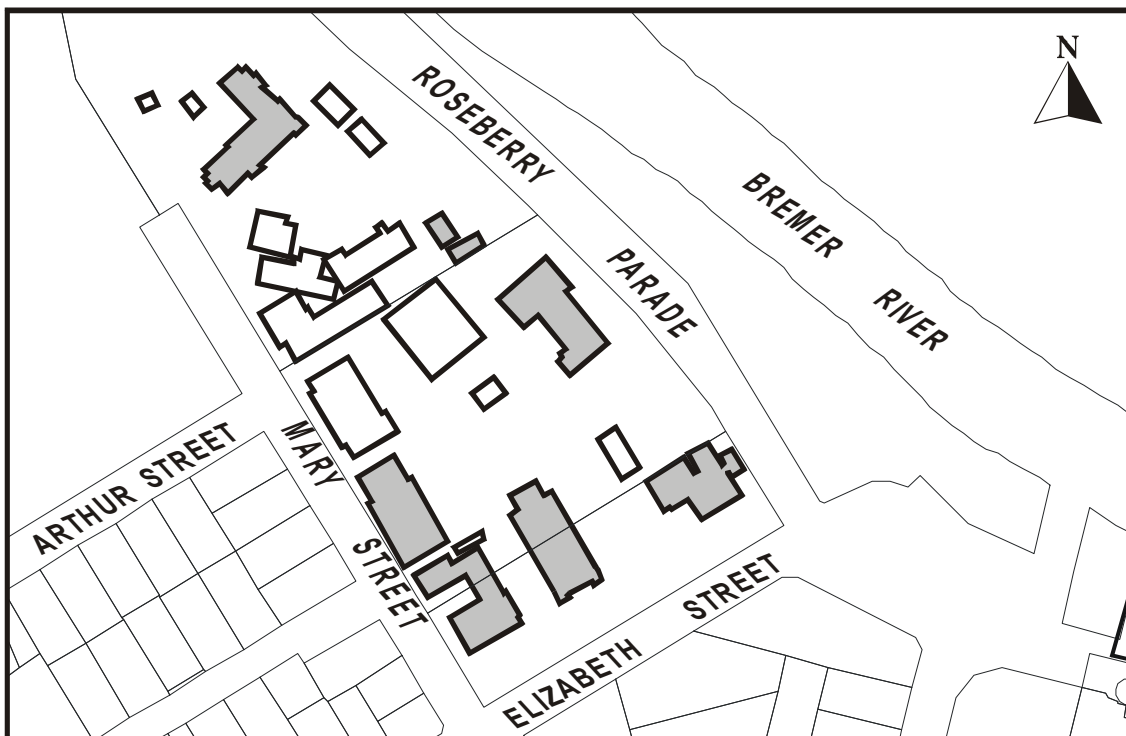 N
ROSEBERRY
PARADE
BREMER
RIVER
ARTHUR STREET
MARY
STREET
ELIZABETH STREET